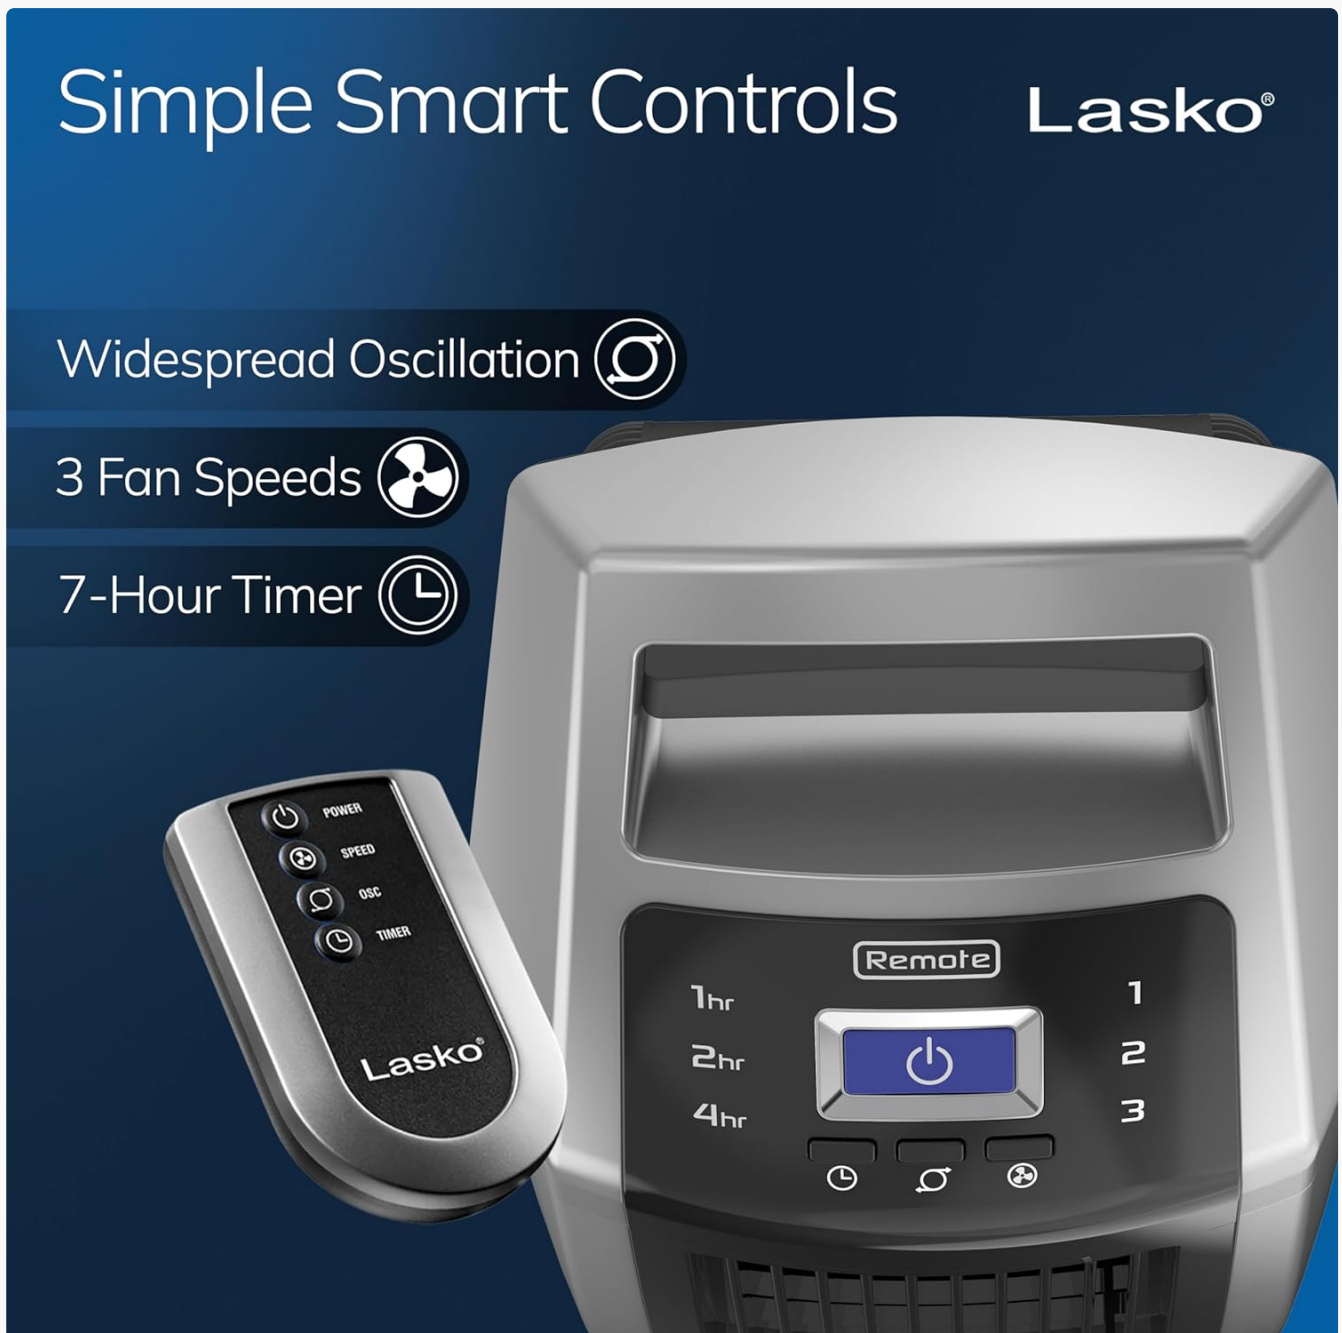 Simple Smart Controls
Lasko®
Widespread Oscillation
3 Fan Speeds
7-Hour Timer
POWER
SPEED
OSC
TIMER
Lasko®
Remote
1hr
2hr
4hr
1
2
3